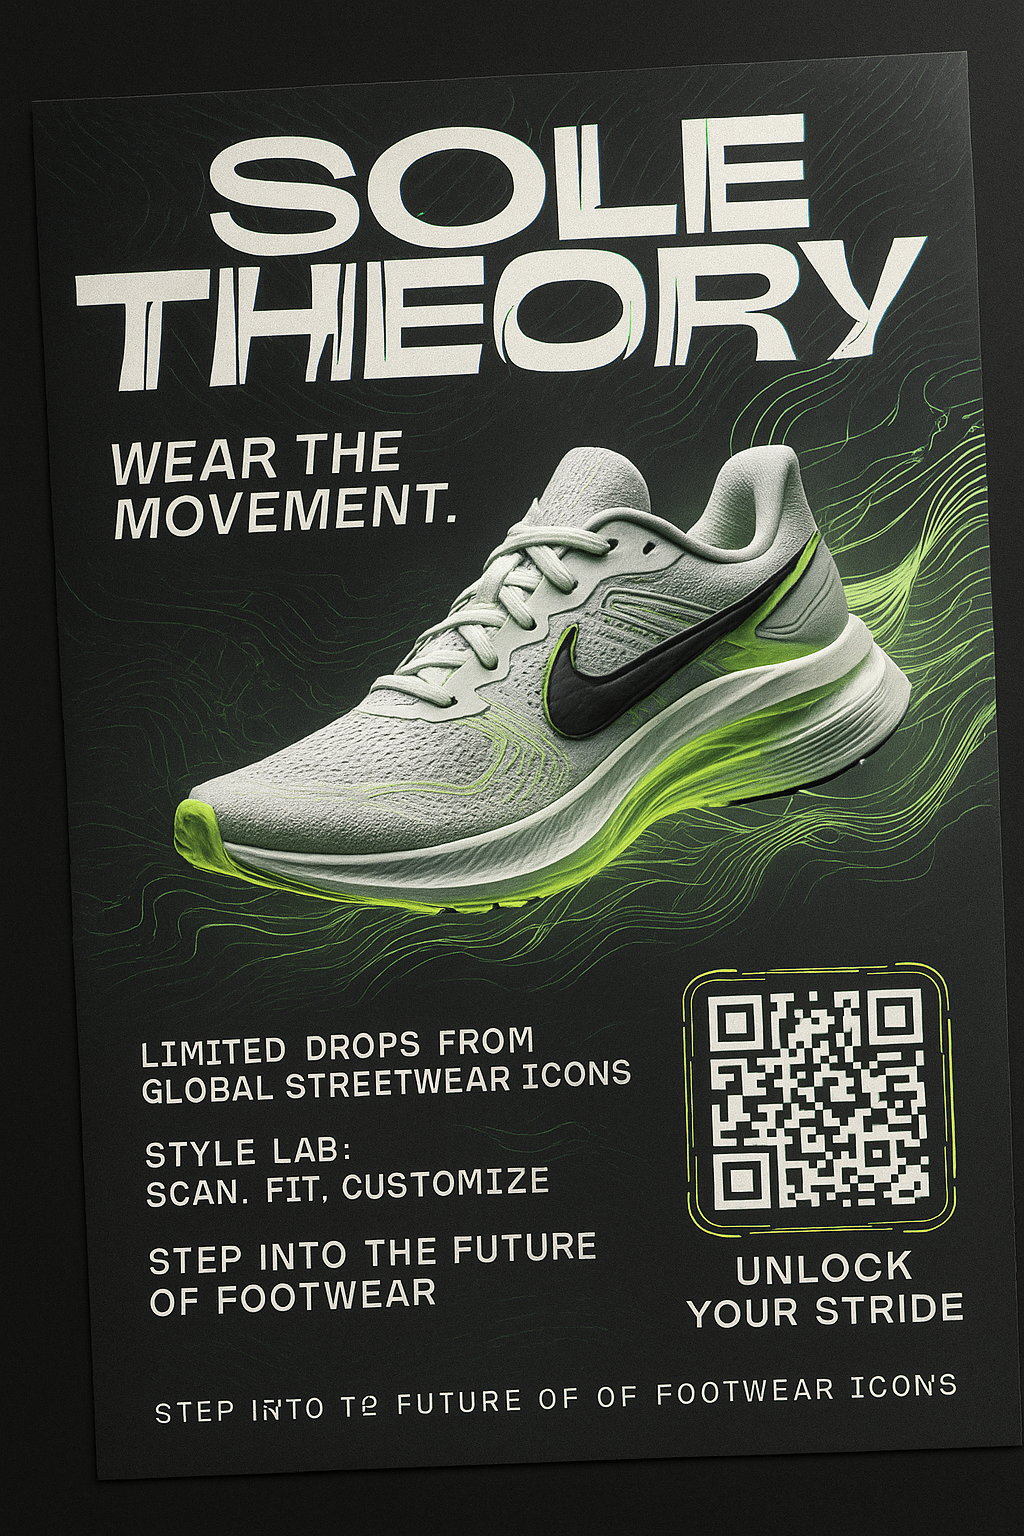 SOLE
THEORY
WEAR THE
MOVEMENT.
LIMITED DROPS FROM
GLOBAL STREETWEAR ICONS
STYLE LAB:
SCAN. FIT, CUSTOMIZE
STEP INTO THE FUTURE
OF FOOTWEAR
UNLOCK
YOUR STRIDE
STEP INTO FUTURE OF OF FOOTWEAR ICONS